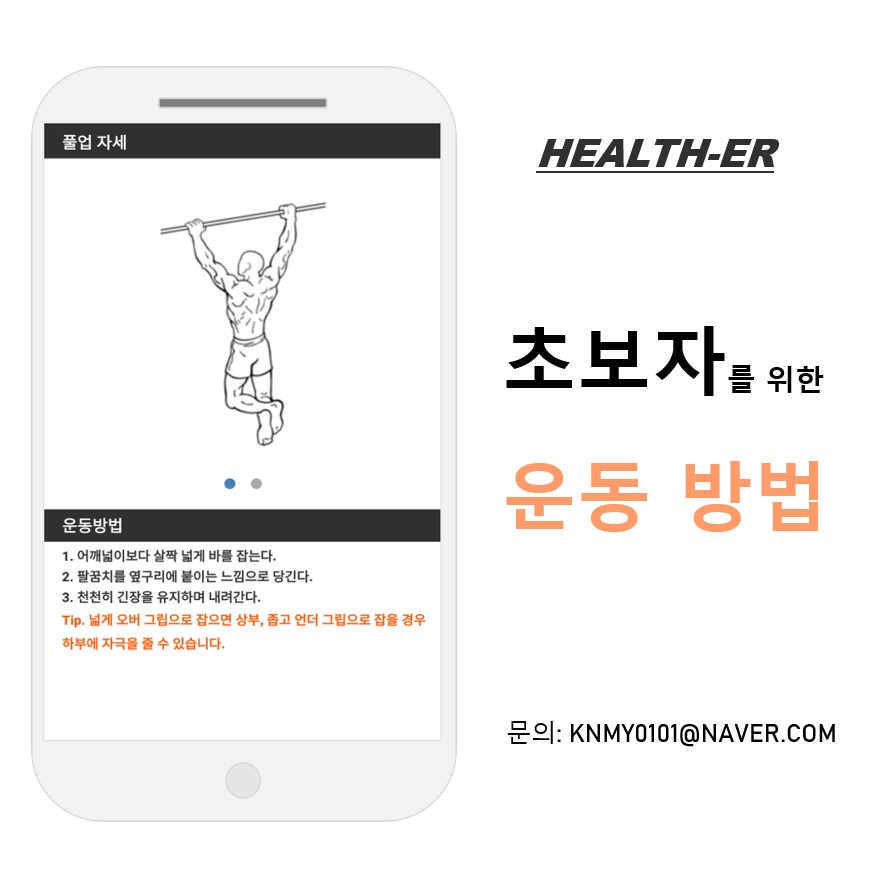 풀업 자세
운동방법
1. 어깨넓이보다 살짝 넓게 바를 잡는다.
2. 팔꿈치를 옆구리에 붙이는 느낌으로 당긴다.
3. 천천히 긴장을 유지하며 내려간다.
Tip. 넓게 오버 그립으로 잡으면 상부, 좁고 언더 그립으로 잡을 경우
하부에 자극을 줄 수 있습니다.
HEALTH-ER
초보자를 위한
운동 방법
문의: KNMY0101@NAVER.COM